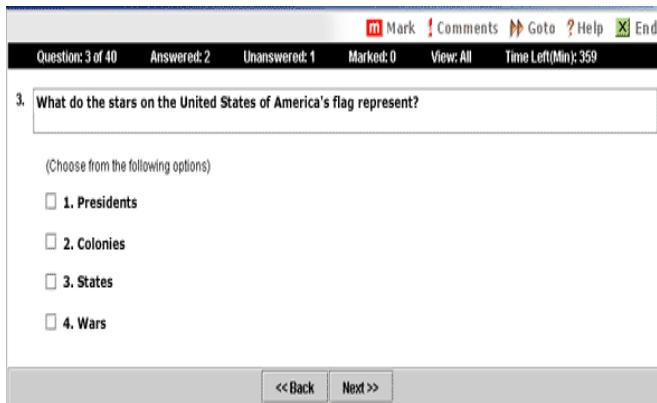 m Mark ! Comments Goto ? Help X End
Question: 3 of 40 Answered: 2 Unanswered: 1 Marked: 0 View: All Time Left(Min): 359
3. What do the stars on the United States of America's flag represent?
(Choose from the following options)
1. Presidents
2. Colonies
3. States
4. Wars
<< Back Next >>